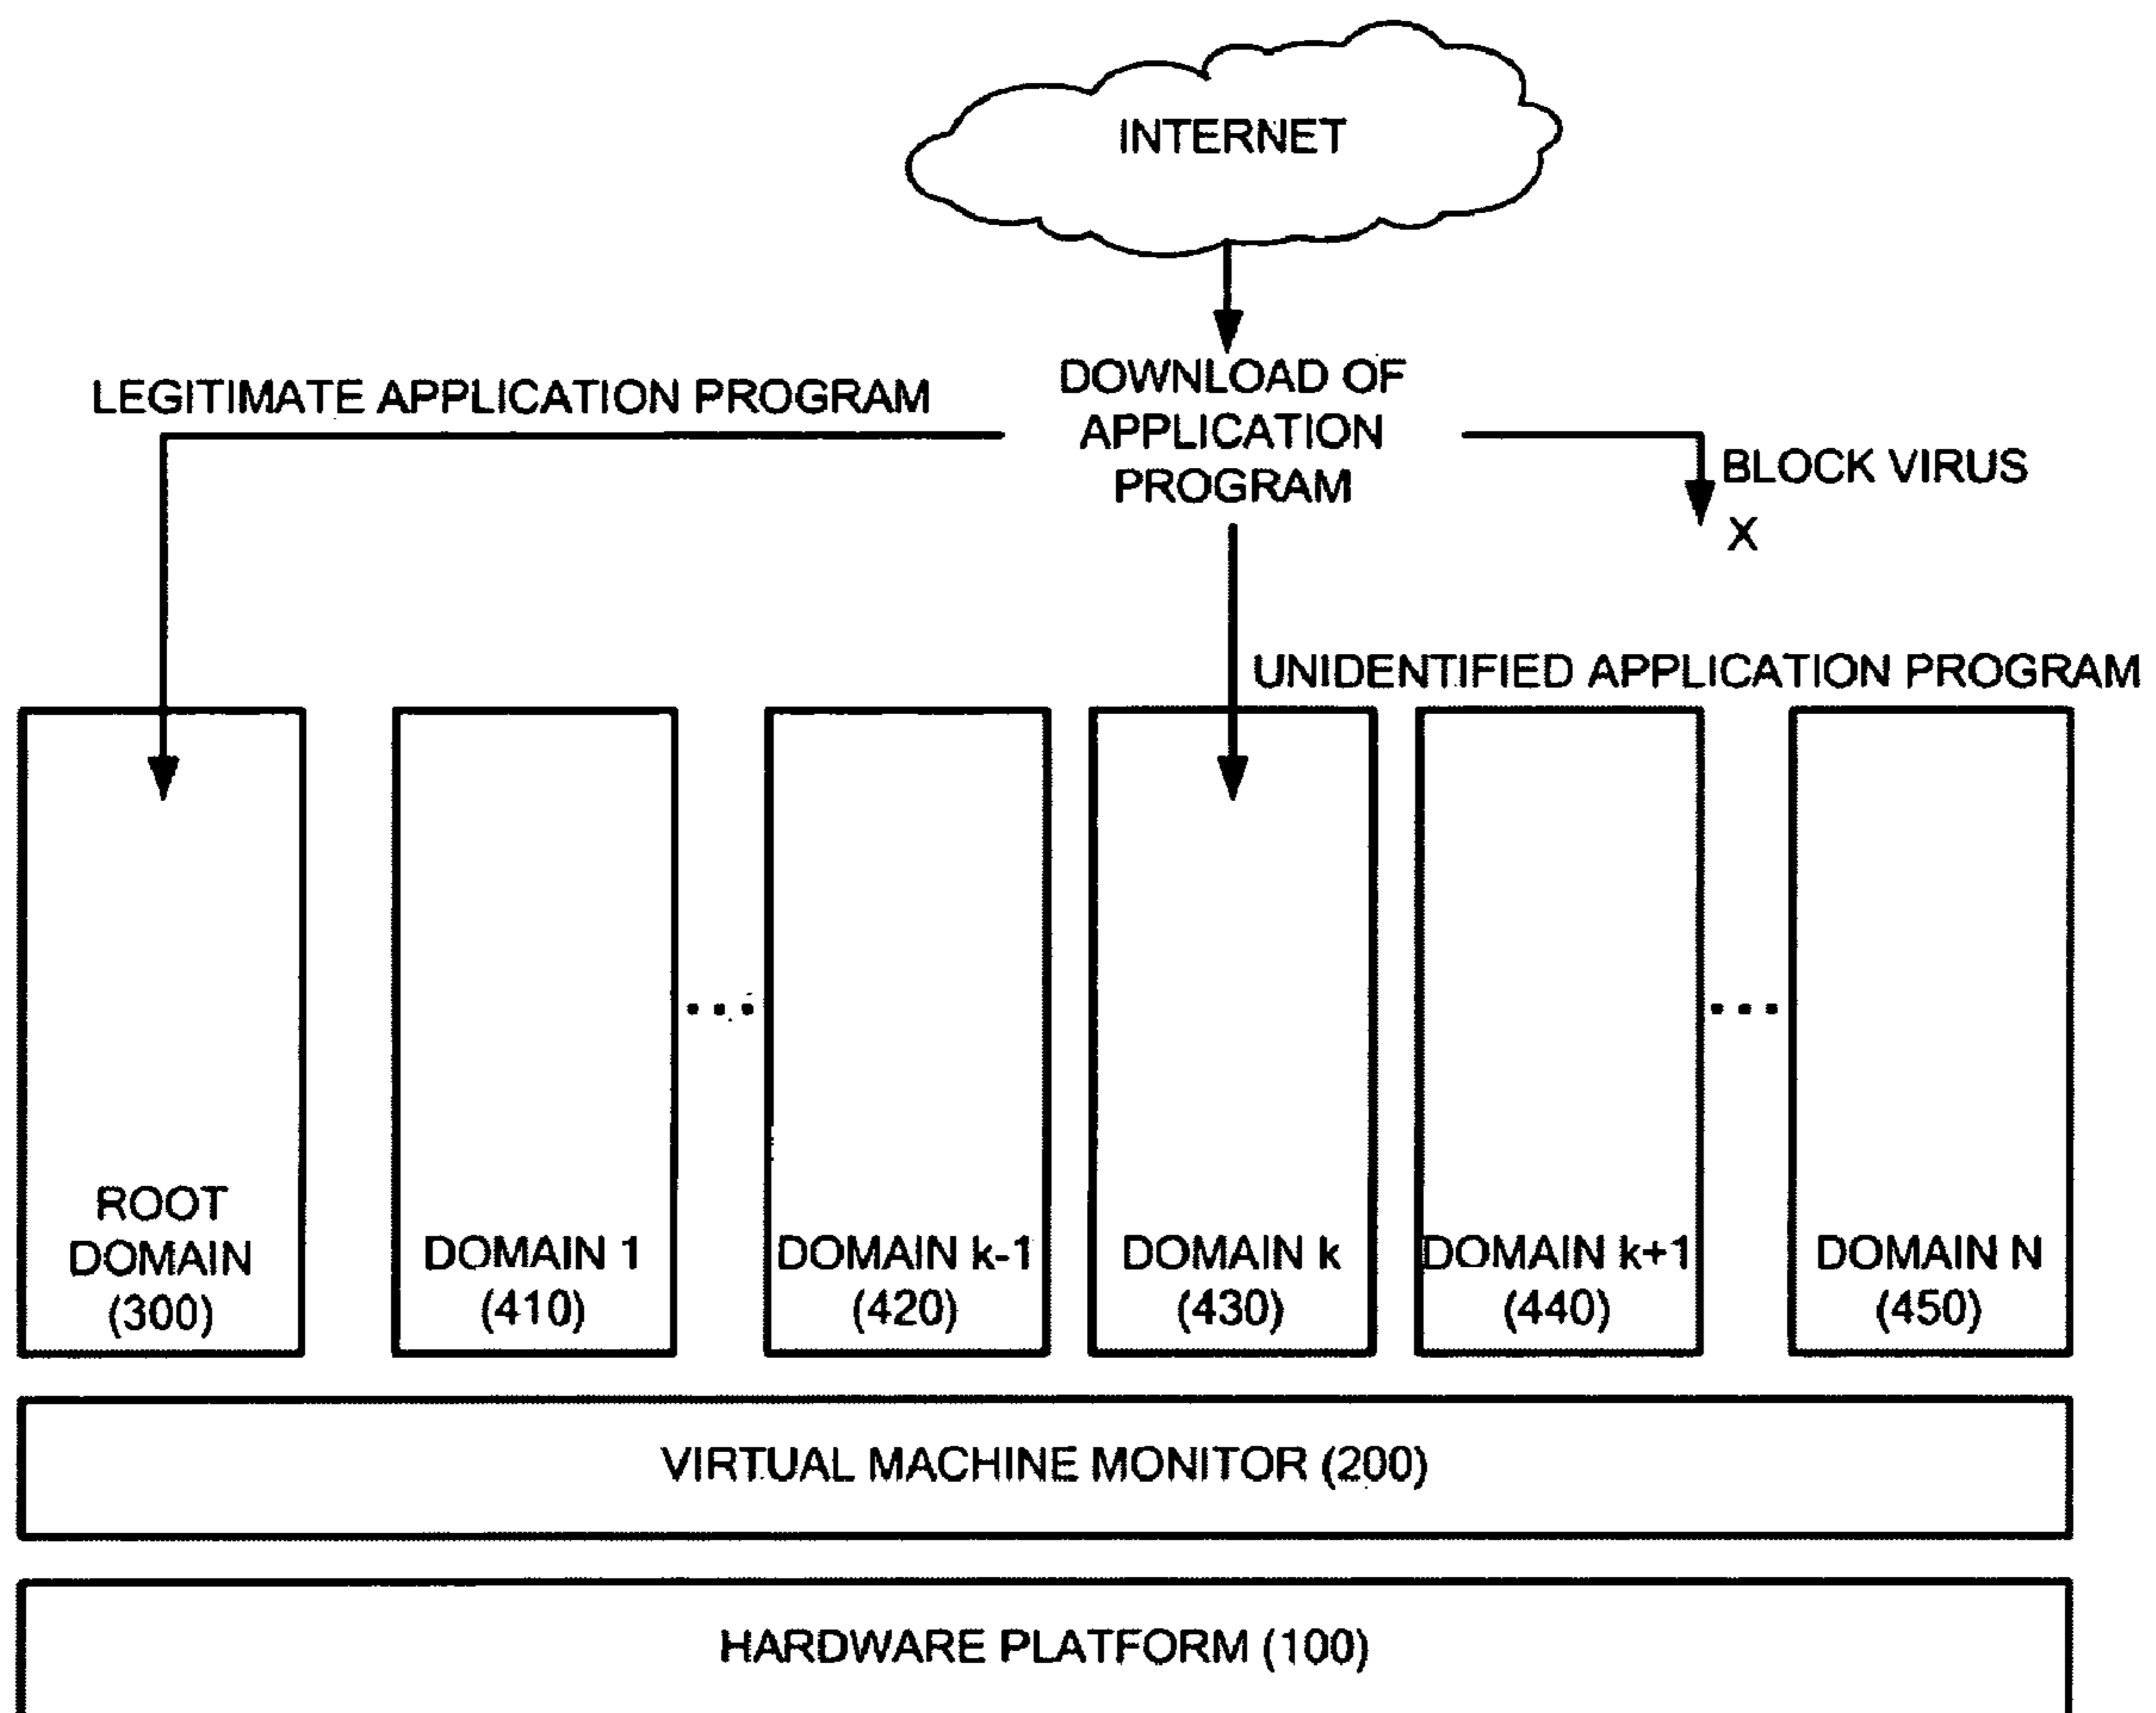 INTERNET
LEGITIMATE APPLICATION PROGRAM
DOWNLOAD OF
APPLICATION
PROGRAM
BLOCK VIRUS
X
UNIDENTIFIED APPLICATION PROGRAM
...
...
ROOT
DOMAIN
(300)
DOMAIN 1
(410)
DOMAIN k-1
(420)
DOMAIN k
(430)
DOMAIN k+1
(440)
DOMAIN N
(450)
VIRTUAL MACHINE MONITOR (200)
HARDWARE PLATFORM (100)